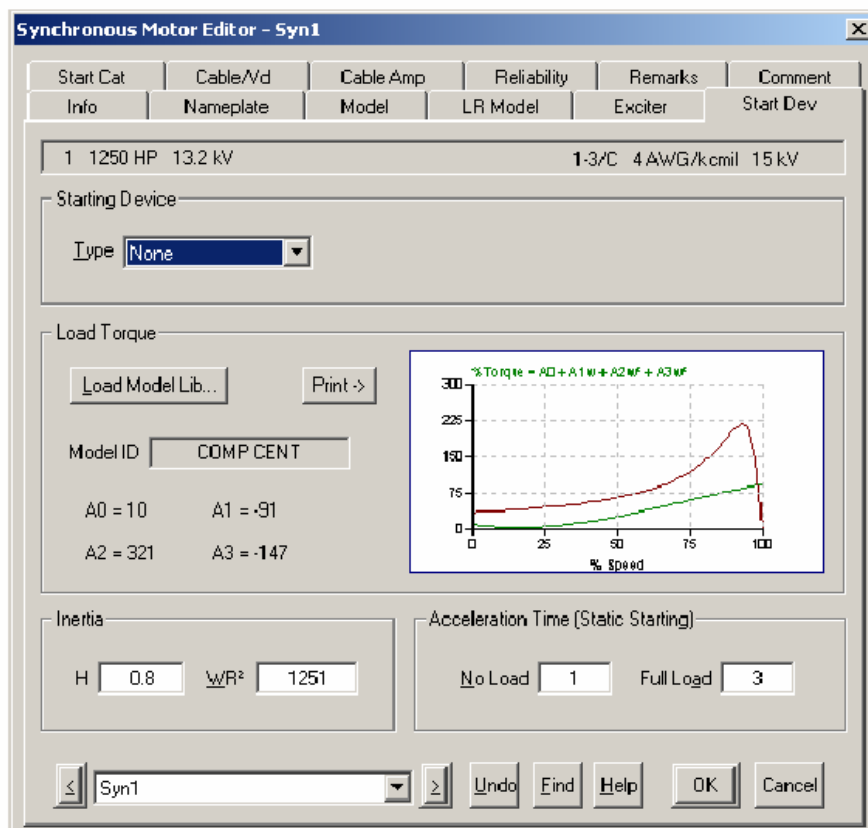 Synchronous Motor Editor - Syn1
Start Cat Cable/Vd Cable Amp Reliability Remarks Comment
Info Nameplate Model LR Model Exciter Start Dev
1 1250 HP 13.2 kV 1-3/C 4 AWG/kcmil 15 kV
Starting Device
Type None
Load Torque
Load Model Lib...
Print ->
Model ID COMP CENT
A0 = 10 A1 = -91
A2 = 321 A3 = -147
%Torque = A0 + A1w + A2w² + A3w³
300
225
150
75
0
0 25 50 75 100
% Speed
Inertia
H 0.8 WR² 1251
Acceleration Time (Static Starting)
No Load 1 Full Load 3
< Syn1 > Undo Find Help OK Cancel